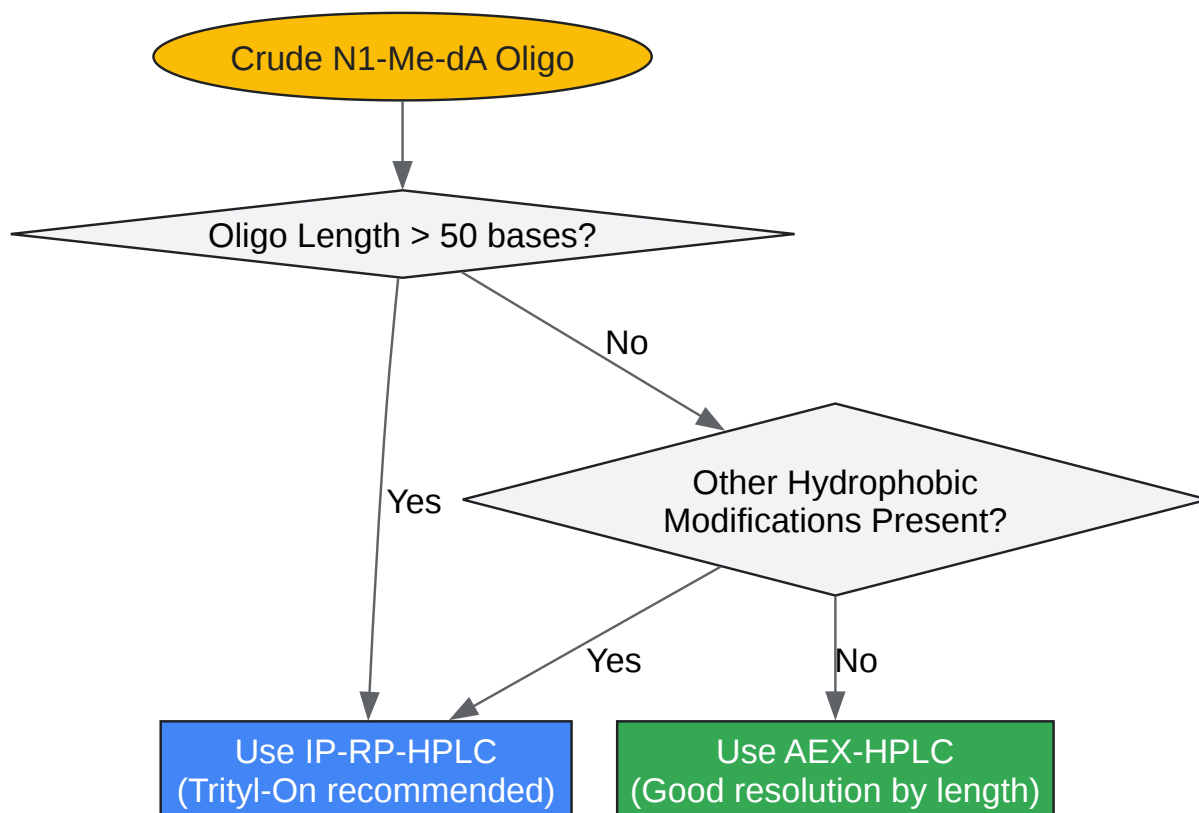 Crude N1-Me-dA Oligo
Oligo Length > 50 bases?
No
Other Hydrophobic
Modifications Present?
Yes
Yes
No
Use IP-RP-HPLC
(Trityl-On recommended)
Use AEX-HPLC
(Good resolution by length)